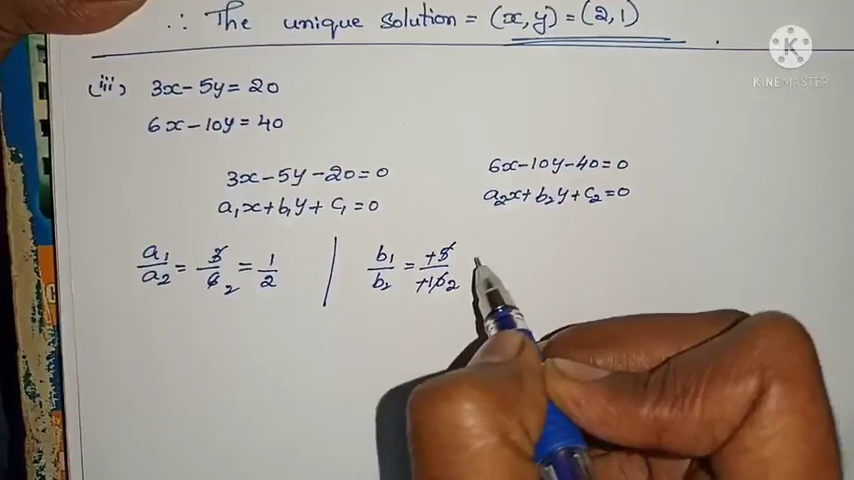 ∴ The unique solution = (x,y) = (2,1)
KINEMASTER
(iii) 3x-5y = 20
6x-10y = 40
3x-5y-20=0 6x-10y-40=0
a₁x+b₁y+c₁=0 a₂x+b₂y+c₂=0
a₁/a₂ = 3/6 2 = 1/2 | b₁/b₂ = +5/+10 2